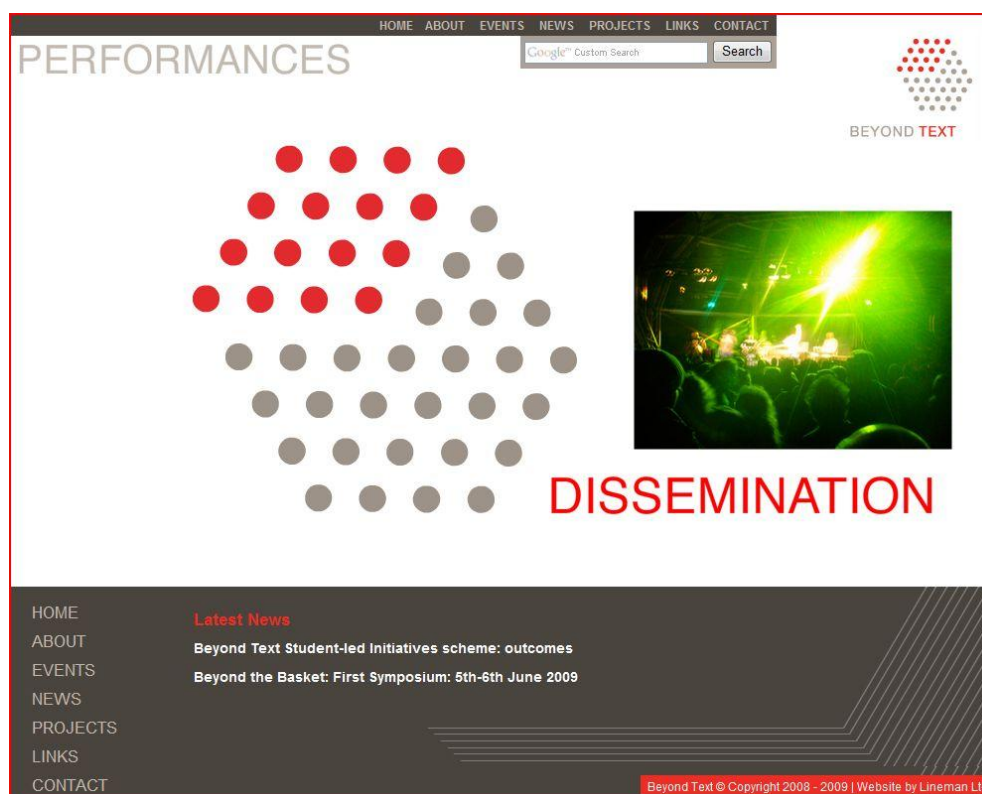 HOME ABOUT EVENTS NEWS PROJECTS LINKS CONTACT
PERFORMANCES
Google™ Custom Search Search
BEYOND TEXT
DISSEMINATION
HOME
ABOUT
EVENTS
NEWS
PROJECTS
LINKS
CONTACT
Latest News
Beyond Text Student-led Initiatives scheme: outcomes
Beyond the Basket: First Symposium: 5th-6th June 2009
Beyond Text © Copyright 2008 - 2009 | Website by Lineman Lt